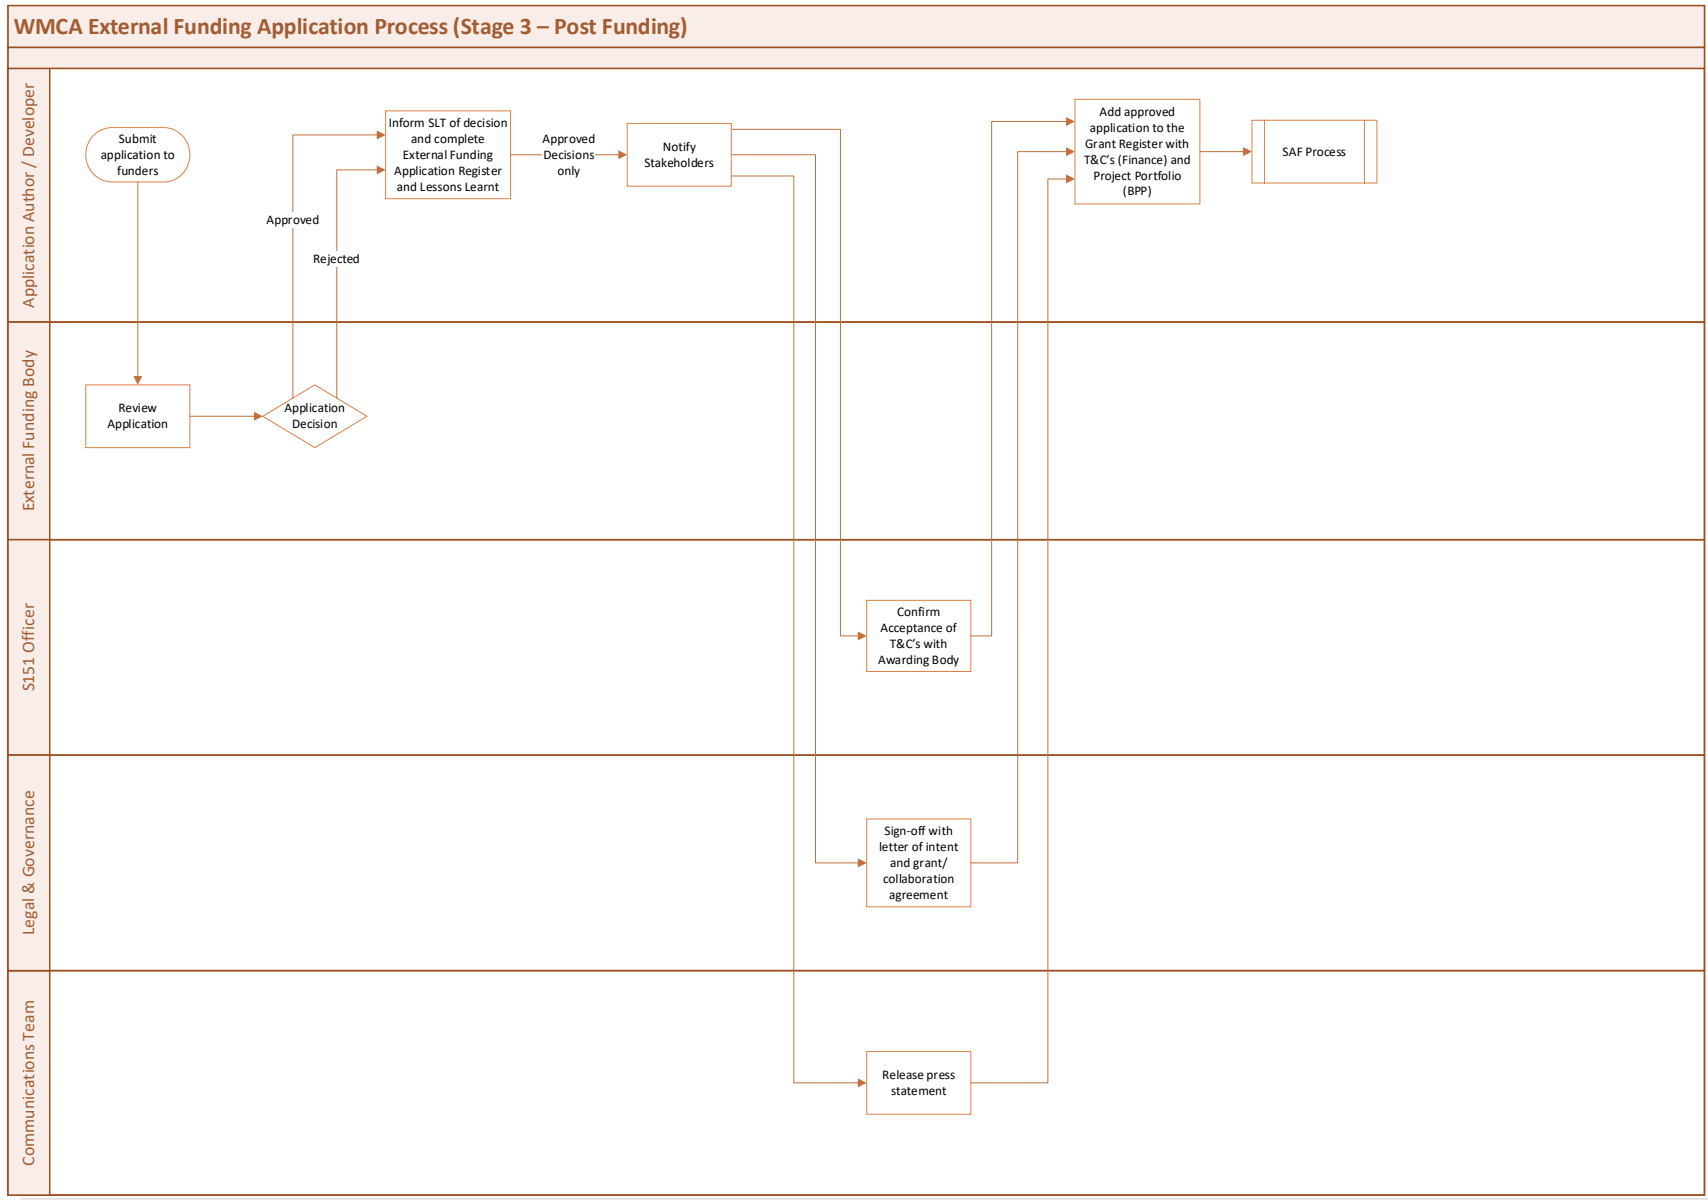 WMCA External Funding Application Process (Stage 3 – Post Funding)
Application Author / Developer
Submit
application to
funders
Approved
Rejected
Inform SLT of decision
and complete
External Funding
Application Register
and Lessons Learnt
Approved
Decisions
only
Notify
Stakeholders
Add approved
application to the
Grant Register with
T&C's (Finance) and
Project Portfolio
(BPP)
SAF Process
External Funding Body
Review
Application
Application
Decision
S151 Officer
Confirm
Acceptance of
T&C's with
Awarding Body
Legal & Governance
Sign-off with
letter of intent
and grant/
collaboration
agreement
Communications Team
Release press
statement